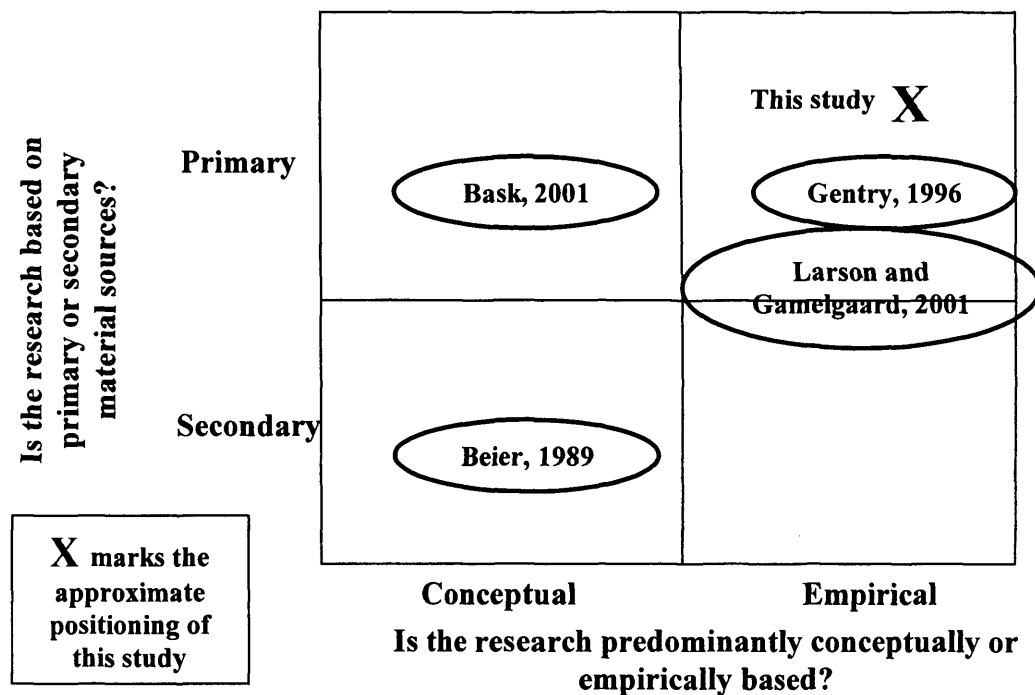 Is the research based on
primary or secondary
material sources?
Primary
Secondary
This study X
Bask, 2001
Gentry, 1996
Larson and
Gamelgaard, 2001
Beier, 1989
X marks the
approximate
positioning of
this study
Conceptual
Empirical
Is the research predominantly conceptually or
empirically based?